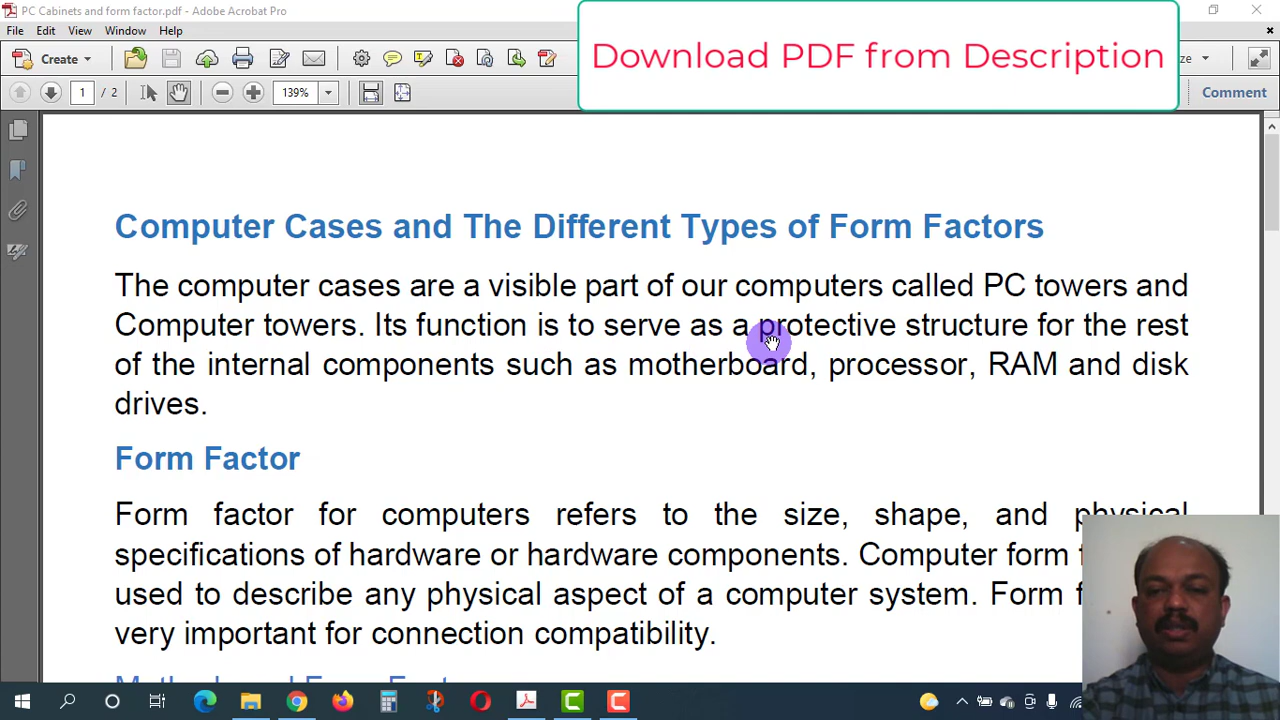 PC Cabinets and form factor.pdf - Adobe Acrobat Pro
File Edit View Window Help
Download PDF from Description
Create
1 / 2 139% Comment
Computer Cases and The Different Types of Form Factors
The computer cases are a visible part of our computers called PC towers and
Computer towers. Its function is to serve as a protective structure for the rest
of the internal components such as motherboard, processor, RAM and disk
drives.
Form Factor
Form factor for computers refers to the size, shape, and physical
specifications of hardware or hardware components. Computer form
used to describe any physical aspect of a computer system. Form
very important for connection compatibility.